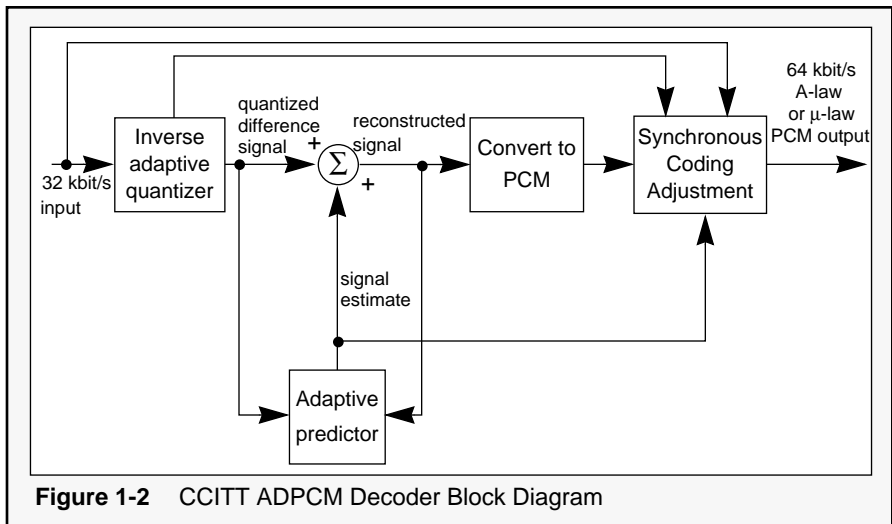 64 kbit/s
A-law
or μ-law
PCM output
quantized
difference
signal
reconstructed
signal
+
+
Σ
Inverse
adaptive
quantizer
Convert to
PCM
Synchronous
Coding
Adjustment
32 kbit/s
input
signal
estimate
Adaptive
predictor
Figure 1-2 CCITT ADPCM Decoder Block Diagram